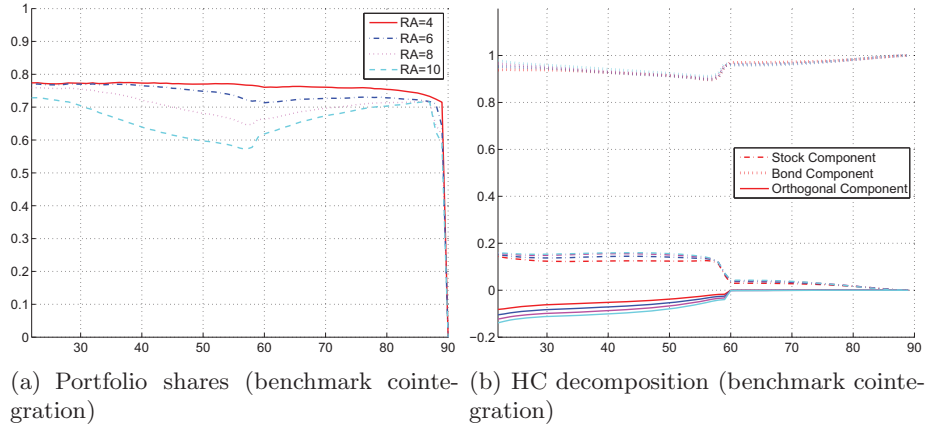 1
0.9
0.8
0.7
0.6
0.5
0.4
0.3
0.2
0.1
0
30 40 50 60 70 80 90
RA=4
RA=6
RA=8
RA=10
(a) Portfolio shares (benchmark cointe-
gration)
1
0.8
0.6
0.4
0.2
0
−0.2
30 40 50 60 70 80 90
Stock Component
Bond Component
Orthogonal Component
(b) HC decomposition (benchmark cointe-
gration)